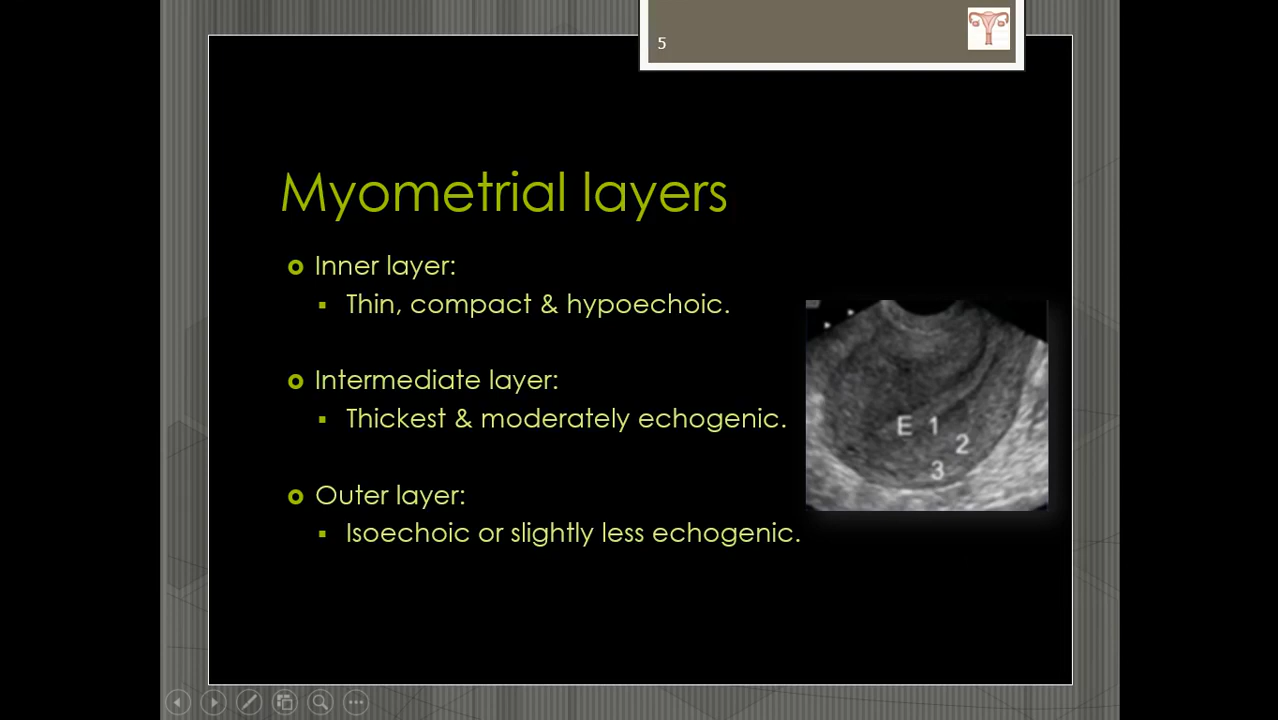 5
Myometrial layers
Inner layer:
Thin, compact & hypoechoic.
Intermediate layer:
Thickest & moderately echogenic.
Outer layer:
Isoechoic or slightly less echogenic.
E 1
2
3